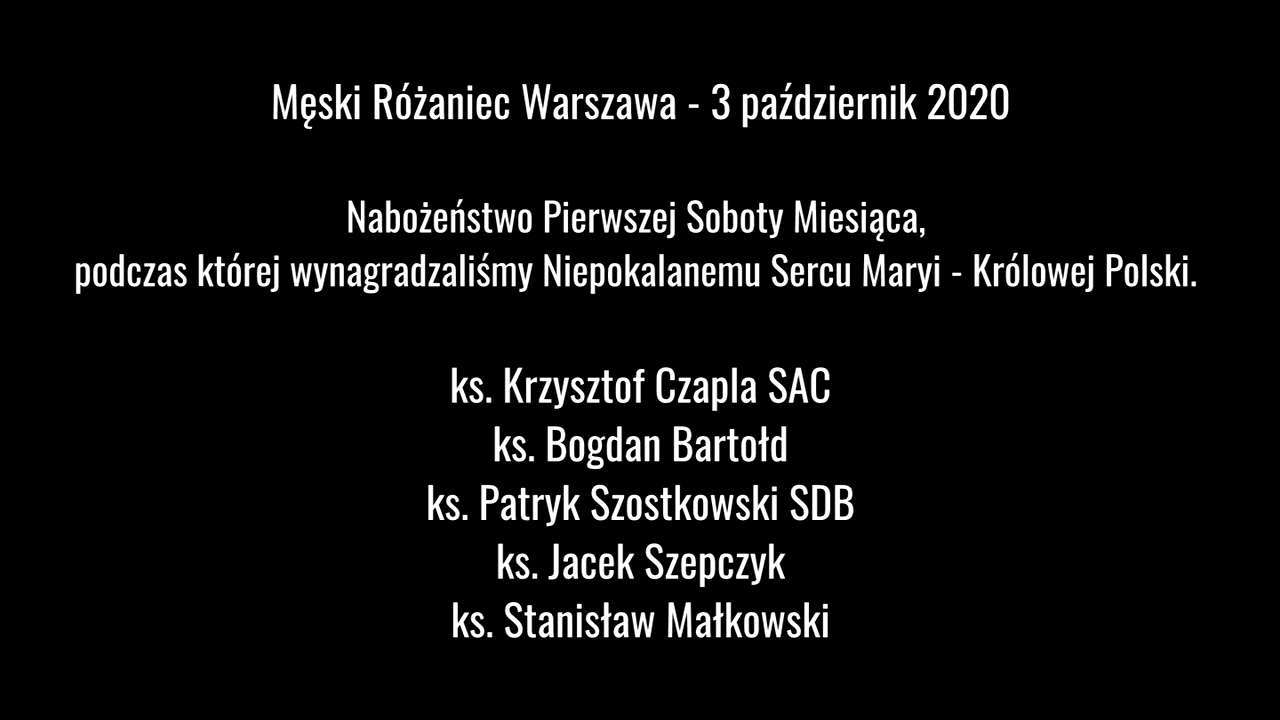 Męski Różaniec Warszawa - 3 październik 2020
Nabożeństwo Pierwszej Soboty Miesiąca,
podczas której wynagradzaliśmy Niepokalanemu Sercu Maryi - Królowej Polski.
ks. Krzysztof Czapla SAC
ks. Bogdan Bartołd
ks. Patryk Szostkowski SDB
ks. Jacek Szepczyk
ks. Stanisław Małkowski